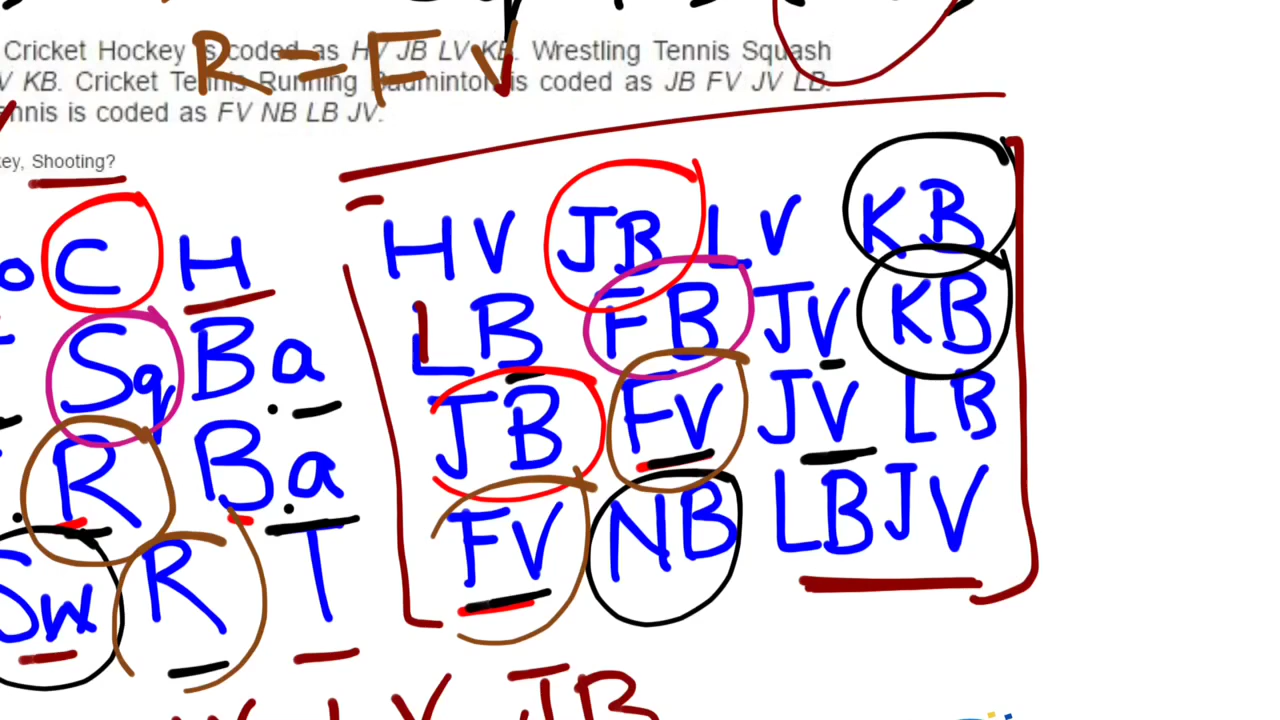 R = F V
Cricket Hockey is coded as HV JB LV KB. Wrestling Tennis Squash
V KB. Cricket Tennis Running Badminton is coded as JB FV JV LB.
nnis is coded as FV NB LB JV.
key, Shooting?
o C H HV JB LV KB
Sq Ba LB FB JV KB
R Ba JB FV JV LB
Sw R T FV NB LB JV
V JB